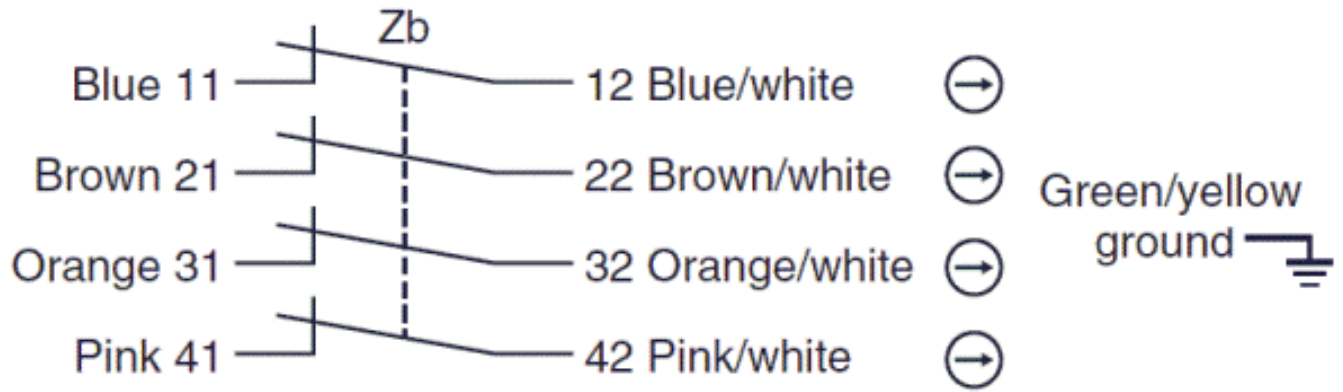 Zb
Blue 11 12 Blue/white
Brown 21 22 Brown/white
Green/yellow
ground
Orange 31 32 Orange/white
Pink 41 42 Pink/white